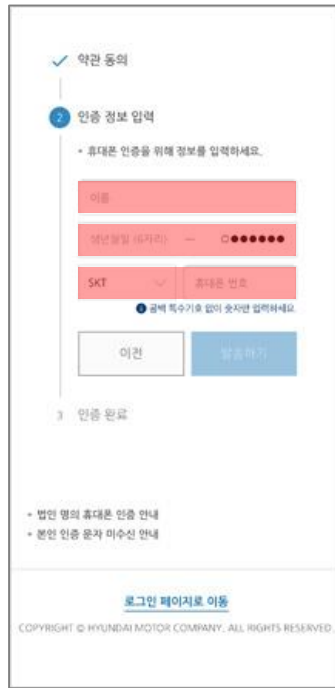 약관 동의
2 인증 정보 입력
• 휴대폰 인증을 위해 정보를 입력하세요.
이름
생년월일 (6자리) — ○●●●●●●
SKT 휴대폰 번호
공백 특수기호 없이 숫자만 입력하세요.
이전 발송하기
3 인증 완료
• 법인 명의 휴대폰 인증 안내
• 본인 인증 문자 미수신 안내
로그인 페이지로 이동
COPYRIGHT © HYUNDAI MOTOR COMPANY. ALL RIGHTS RESERVED.